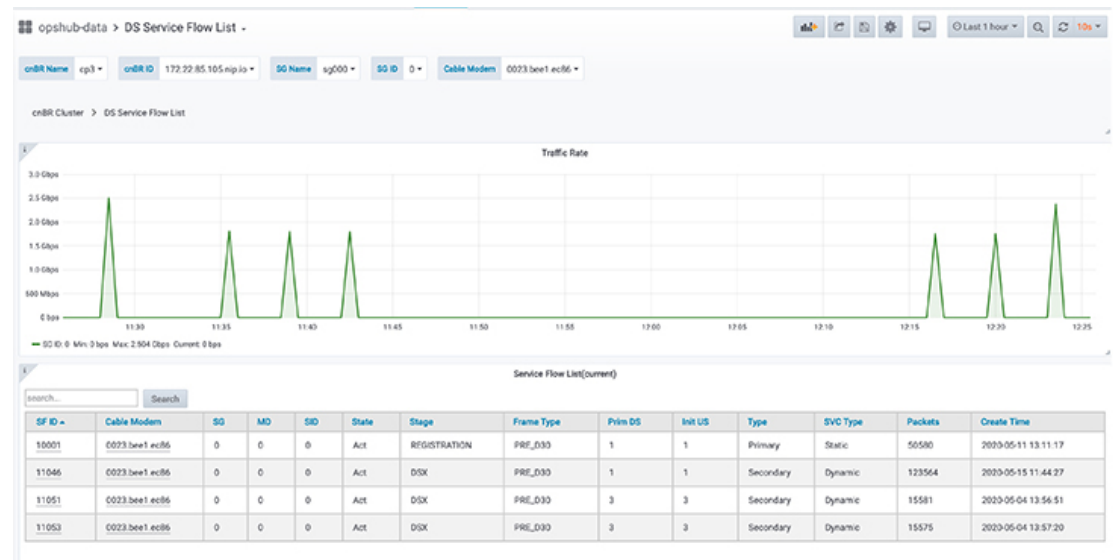 opshub-data > DS Service Flow List
Last 1 hour 10s
cnBR Name cp3 cnBR ID 172.22.85.105.nip.io SG Name sg000 SG ID 0 Cable Modem 0023.bee1.ec86
cnBR Cluster > DS Service Flow List
i
Traffic Rate
3.0 Gbps
2.5 Gbps
2.0 Gbps
1.5 Gbps
1.0 Gbps
500 Mbps
0 bps
11:30 11:35 11:40 11:45 11:50 11:55 12:00 12:05 12:10 12:15 12:20 12:25
SG ID: 0 Min: 0 bps Max: 2.504 Gbps Current: 0 bps
i
Service Flow List(current)
search... Search
SF ID Cable Modem SG MD SID State Stage Frame Type Prim DS Init US Type SVC Type Packets Create Time
10001 0023.bee1.ec86 0 0 0 Act REGISTRATION PRE_D30 1 1 Primary Static 50580 2020-05-11 13:11:17
11046 0023.bee1.ec86 0 0 0 Act DSX PRE_D30 1 1 Secondary Dynamic 123564 2020-05-15 11:44:27
11051 0023.bee1.ec86 0 0 0 Act DSX PRE_D30 3 3 Secondary Dynamic 15581 2020-05-04 13:56:51
11053 0023.bee1.ec86 0 0 0 Act DSX PRE_D30 3 3 Secondary Dynamic 15575 2020-05-04 13:57:20